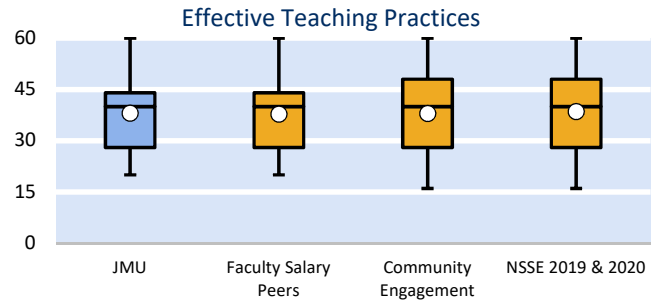 Effective Teaching Practices
60
45
30
15
0
JMU
Faculty Salary
Peers
Community
Engagement
NSSE 2019 & 2020